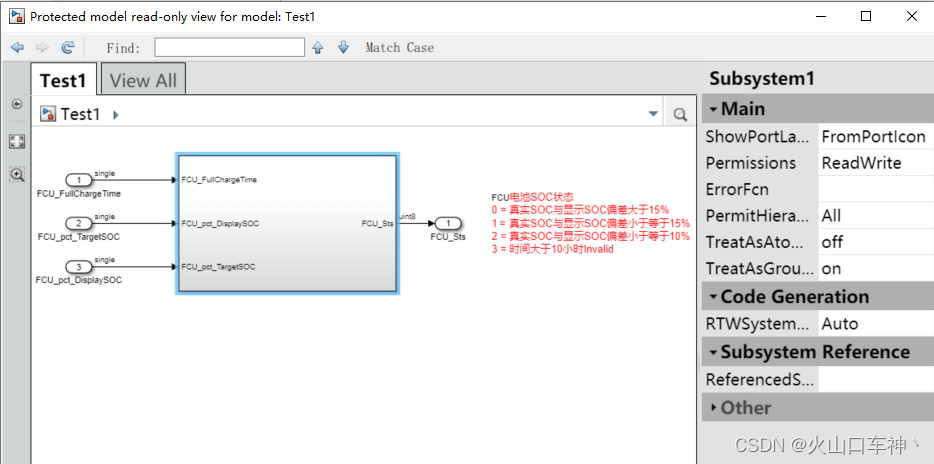 Protected model read-only view for model: Test1
Find:
Match Case
Test1
View All
Test1
1
single
FCU_FullChargeTime
2
single
FCU_pct_TargetSOC
3
single
FCU_pct_DisplaySOC
FCU_FullChargeTime
FCU_pct_DisplaySOC
FCU_pct_TargetSOC
FCU_Sts
uint8
1
FCU_Sts
FCU电池SOC状态
0 = 真实SOC与显示SOC偏差大于15%
1 = 真实SOC与显示SOC偏差小于等于15%
2 = 真实SOC与显示SOC偏差小于等于10%
3 = 时间大于10小时Invalid
Subsystem1
Main
ShowPortLa... FromPortIcon
Permissions ReadWrite
ErrorFcn
PermitHiera... All
TreatAsAto... off
TreatAsGrou... on
Code Generation
RTWSystem... Auto
Subsystem Reference
ReferencedS...
Other
CSDN @火山口车神丶